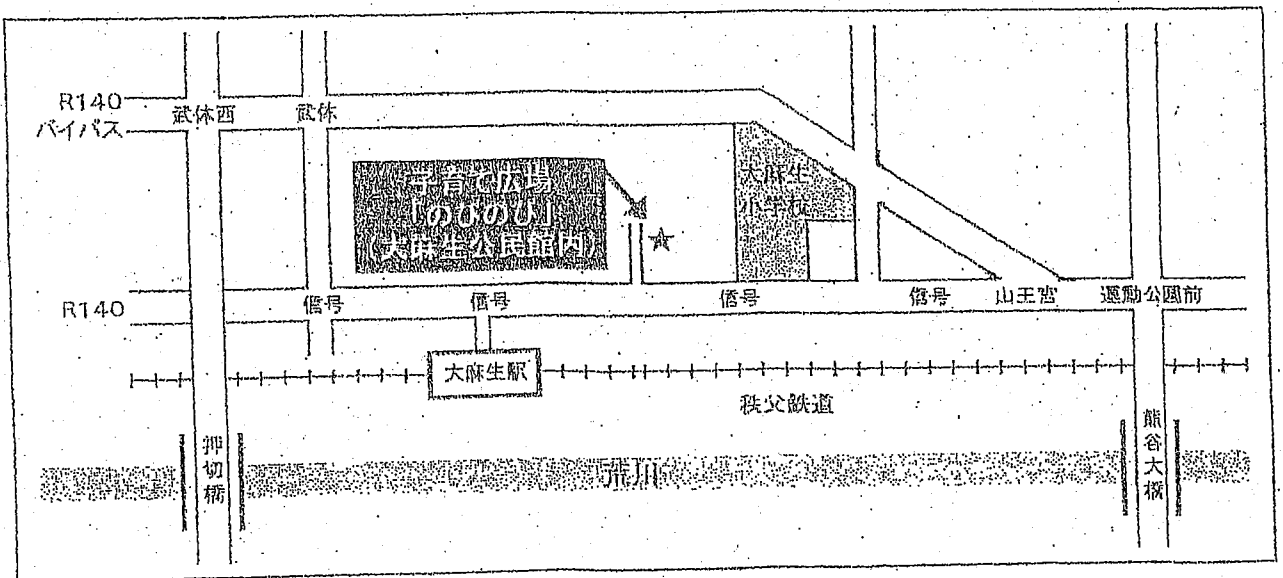 R140
バイパス
武体西
武体
子育て広場
「のびのび」
(大麻生公民館内)
大麻生
小学校
R140
信号
信号
信号
信号
山王宮
運動公園前
大麻生駅
秩父鉄道
押切橋
荒川
熊谷大橋